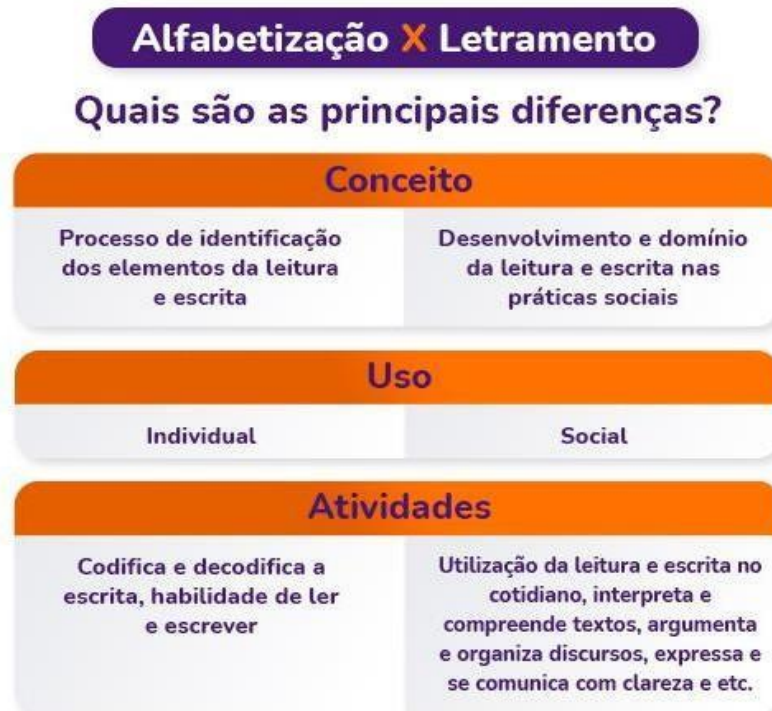 Alfabetização X Letramento
Quais são as principais diferenças?
Conceito
Processo de identificação
dos elementos da leitura
e escrita
Desenvolvimento e domínio
da leitura e escrita nas
práticas sociais
Uso
Individual
Social
Atividades
Codifica e decodifica a
escrita, habilidade de ler
e escrever
Utilização da leitura e escrita no
cotidiano, interpreta e
compreende textos, argumenta
e organiza discursos, expressa e
se comunica com clareza e etc.